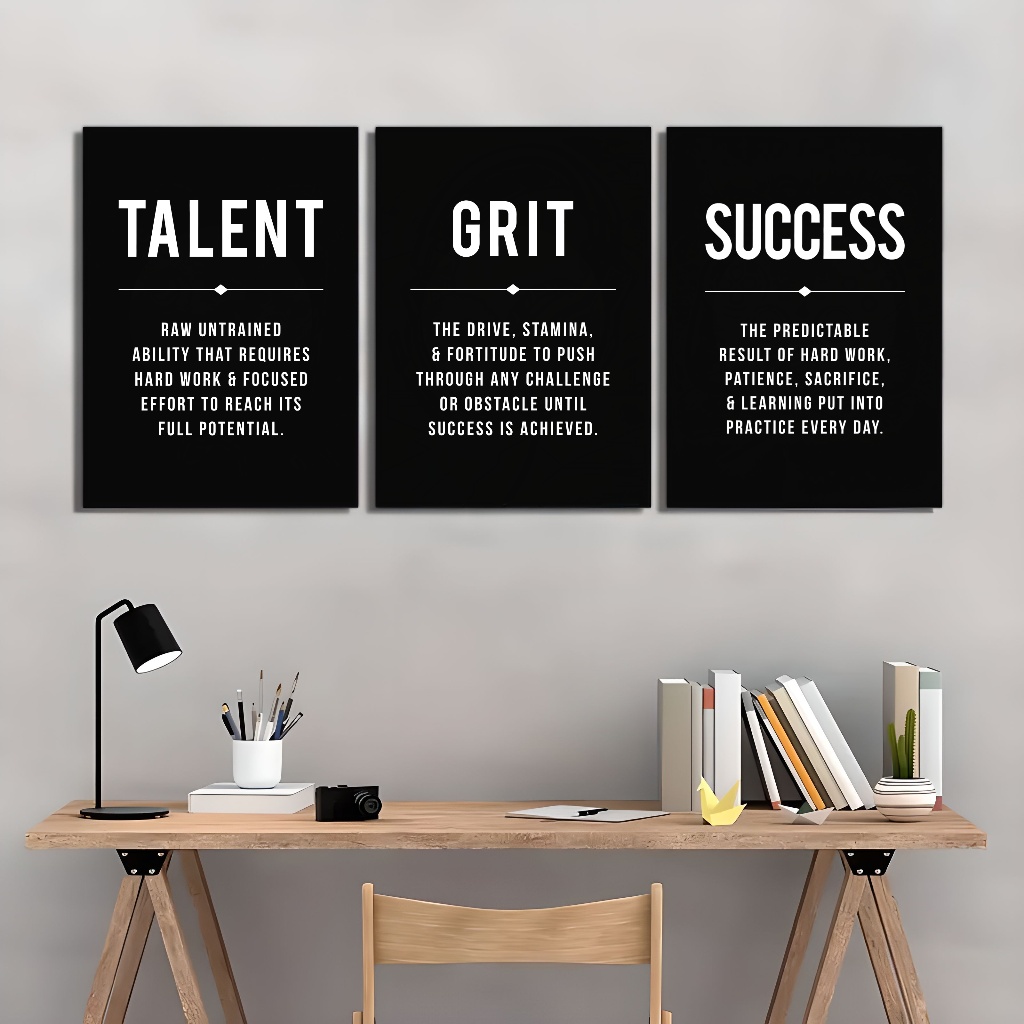 TALENT
RAW UNTRAINED
ABILITY THAT REQUIRES
HARD WORK & FOCUSED
EFFORT TO REACH ITS
FULL POTENTIAL.
GRIT
THE DRIVE, STAMINA,
& FORTITUDE TO PUSH
THROUGH ANY CHALLENGE
OR OBSTACLE UNTIL
SUCCESS IS ACHIEVED.
SUCCESS
THE PREDICTABLE
RESULT OF HARD WORK,
PATIENCE, SACRIFICE,
& LEARNING PUT INTO
PRACTICE EVERY DAY.